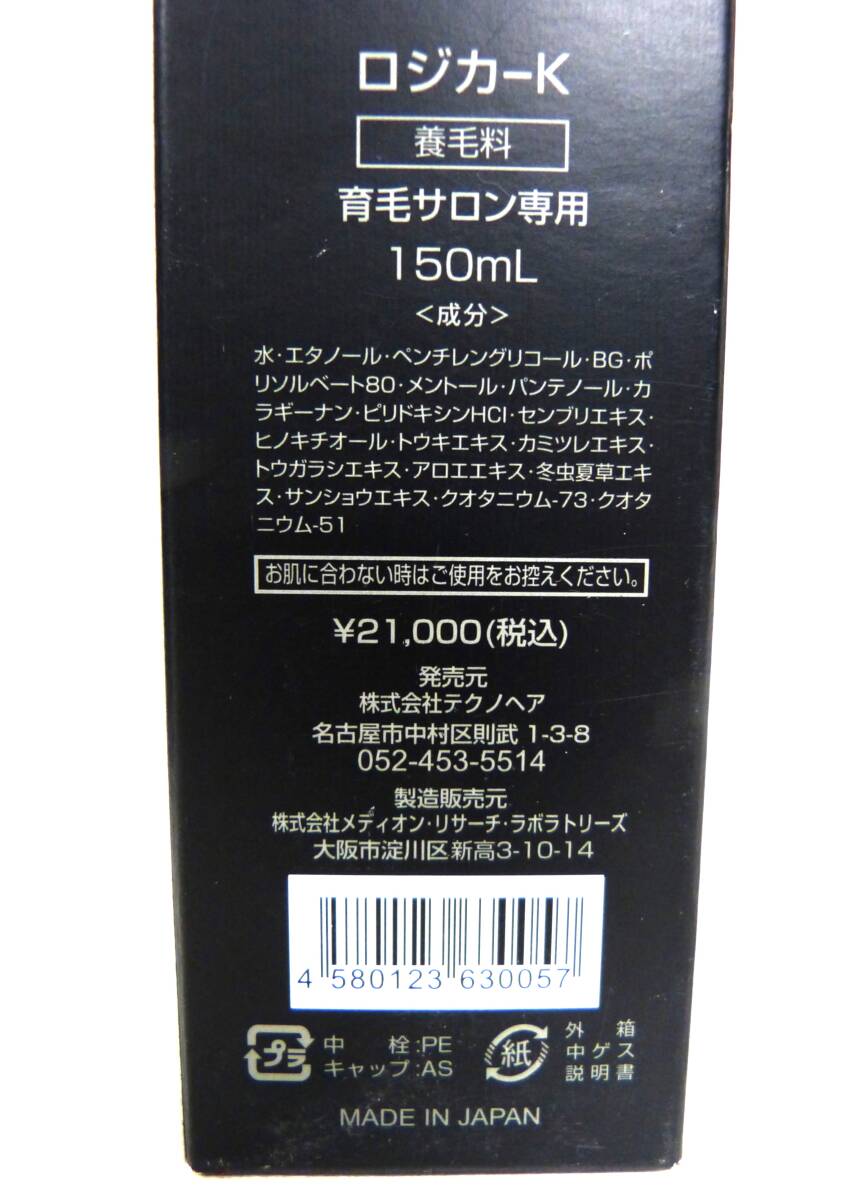 ロジカーK
養毛料
育毛サロン専用
150mL
<成分>
水・エタノール・ペンチレングリコール・BG・ポ
リソルベート80・メントール・パンテノール・カ
ラギーナン・ピリドキシンHCl・センブリエキス・
ヒノキチオール・トウキエキス・カミツレエキス・
トウガラシエキス・アロエエキス・冬虫夏草エキ
ス・サンショウエキス・クオタニウム-73・クオタ
ニウム-51
お肌に合わない時はご使用をお控えください。
¥21,000(税込)
発売元
株式会社テクノヘア
名古屋市中村区則武 1-3-8
052-453-5514
製造販売元
株式会社メディオン・リサーチ・ラボラトリーズ
大阪市淀川区新高3-10-14
4 580123 630057
プラ
中 栓:PE
キャップ:AS
紙
外 箱
中ゲス
説明書
MADE IN JAPAN